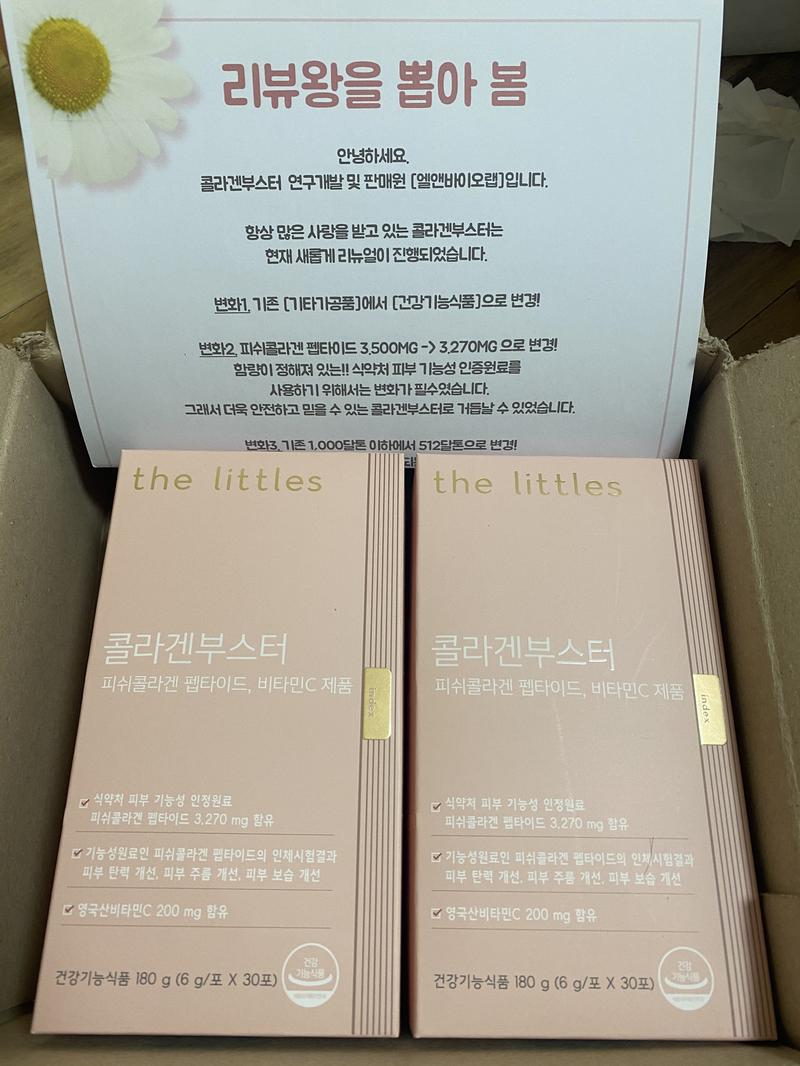 리뷰왕을 뽑아 봄
안녕하세요.
콜라겐부스터 연구개발 및 판매원 [엘앤바이오랩]입니다.
항상 많은 사랑을 받고 있는 콜라겐부스터는
현재 새롭게 리뉴얼이 진행되었습니다.
변화1. 기존 [기타가공품]에서 [건강기능식품]으로 변경!
변화2. 피쉬콜라겐 펩타이드 3,500MG -> 3,270MG 으로 변경!
함량이 정해져 있는!! 식약처 피부 기능성 인증원료를
사용하기 위해서는 변화가 필수였습니다.
그래서 더욱 안전하고 믿을 수 있는 콜라겐부스터로 거듭날 수 있었습니다.
변화3. 기존 1,000달톤 이하에서 512달톤으로 변경!
the littles
콜라겐부스터
피쉬콜라겐 펩타이드, 비타민C 제품
index
식약처 피부 기능성 인정원료
피쉬콜라겐 펩타이드 3,270 mg 함유
기능성원료인 피쉬콜라겐 펩타이드의 인체시험결과
피부 탄력 개선, 피부 주름 개선, 피부 보습 개선
영국산비타민C 200 mg 함유
건강기능식품 180 g (6 g/포 X 30포)
건강
기능식품
the littles
콜라겐부스터
피쉬콜라겐 펩타이드, 비타민C 제품
index
식약처 피부 기능성 인정원료
피쉬콜라겐 펩타이드 3,270 mg 함유
기능성원료인 피쉬콜라겐 펩타이드의 인체시험결과
피부 탄력 개선, 피부 주름 개선, 피부 보습 개선
영국산비타민C 200 mg 함유
건강기능식품 180 g (6 g/포 X 30포)
건강
기능식품